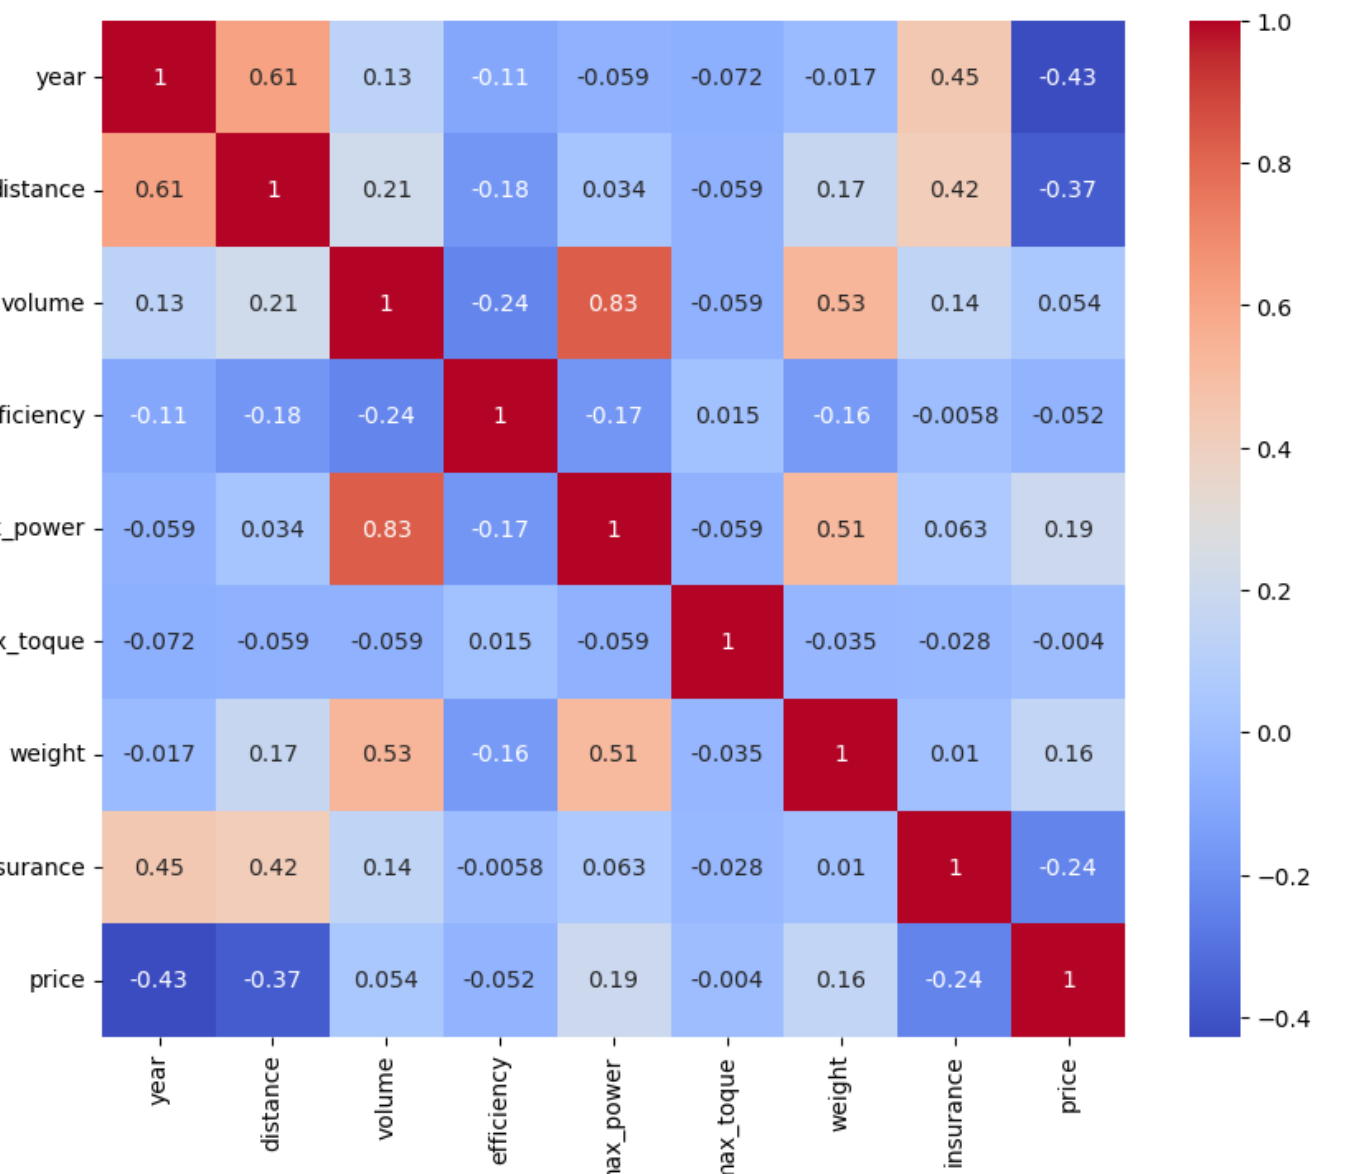 year 1 0.61 0.13 -0.11 -0.059 -0.072 -0.017 0.45 -0.43
distance 0.61 1 0.21 -0.18 0.034 -0.059 0.17 0.42 -0.37
volume 0.13 0.21 1 -0.24 0.83 -0.059 0.53 0.14 0.054
ficiency -0.11 -0.18 -0.24 1 -0.17 0.015 -0.16 -0.0058 -0.052
_power -0.059 0.034 0.83 -0.17 1 -0.059 0.51 0.063 0.19
x_toque -0.072 -0.059 -0.059 0.015 -0.059 1 -0.035 -0.028 -0.004
weight -0.017 0.17 0.53 -0.16 0.51 -0.035 1 0.01 0.16
surance 0.45 0.42 0.14 -0.0058 0.063 -0.028 0.01 1 -0.24
price -0.43 -0.37 0.054 -0.052 0.19 -0.004 0.16 -0.24 1
year
distance
volume
efficiency
max_power
max_toque
weight
insurance
price
1.0
0.8
0.6
0.4
0.2
0.0
−0.2
−0.4